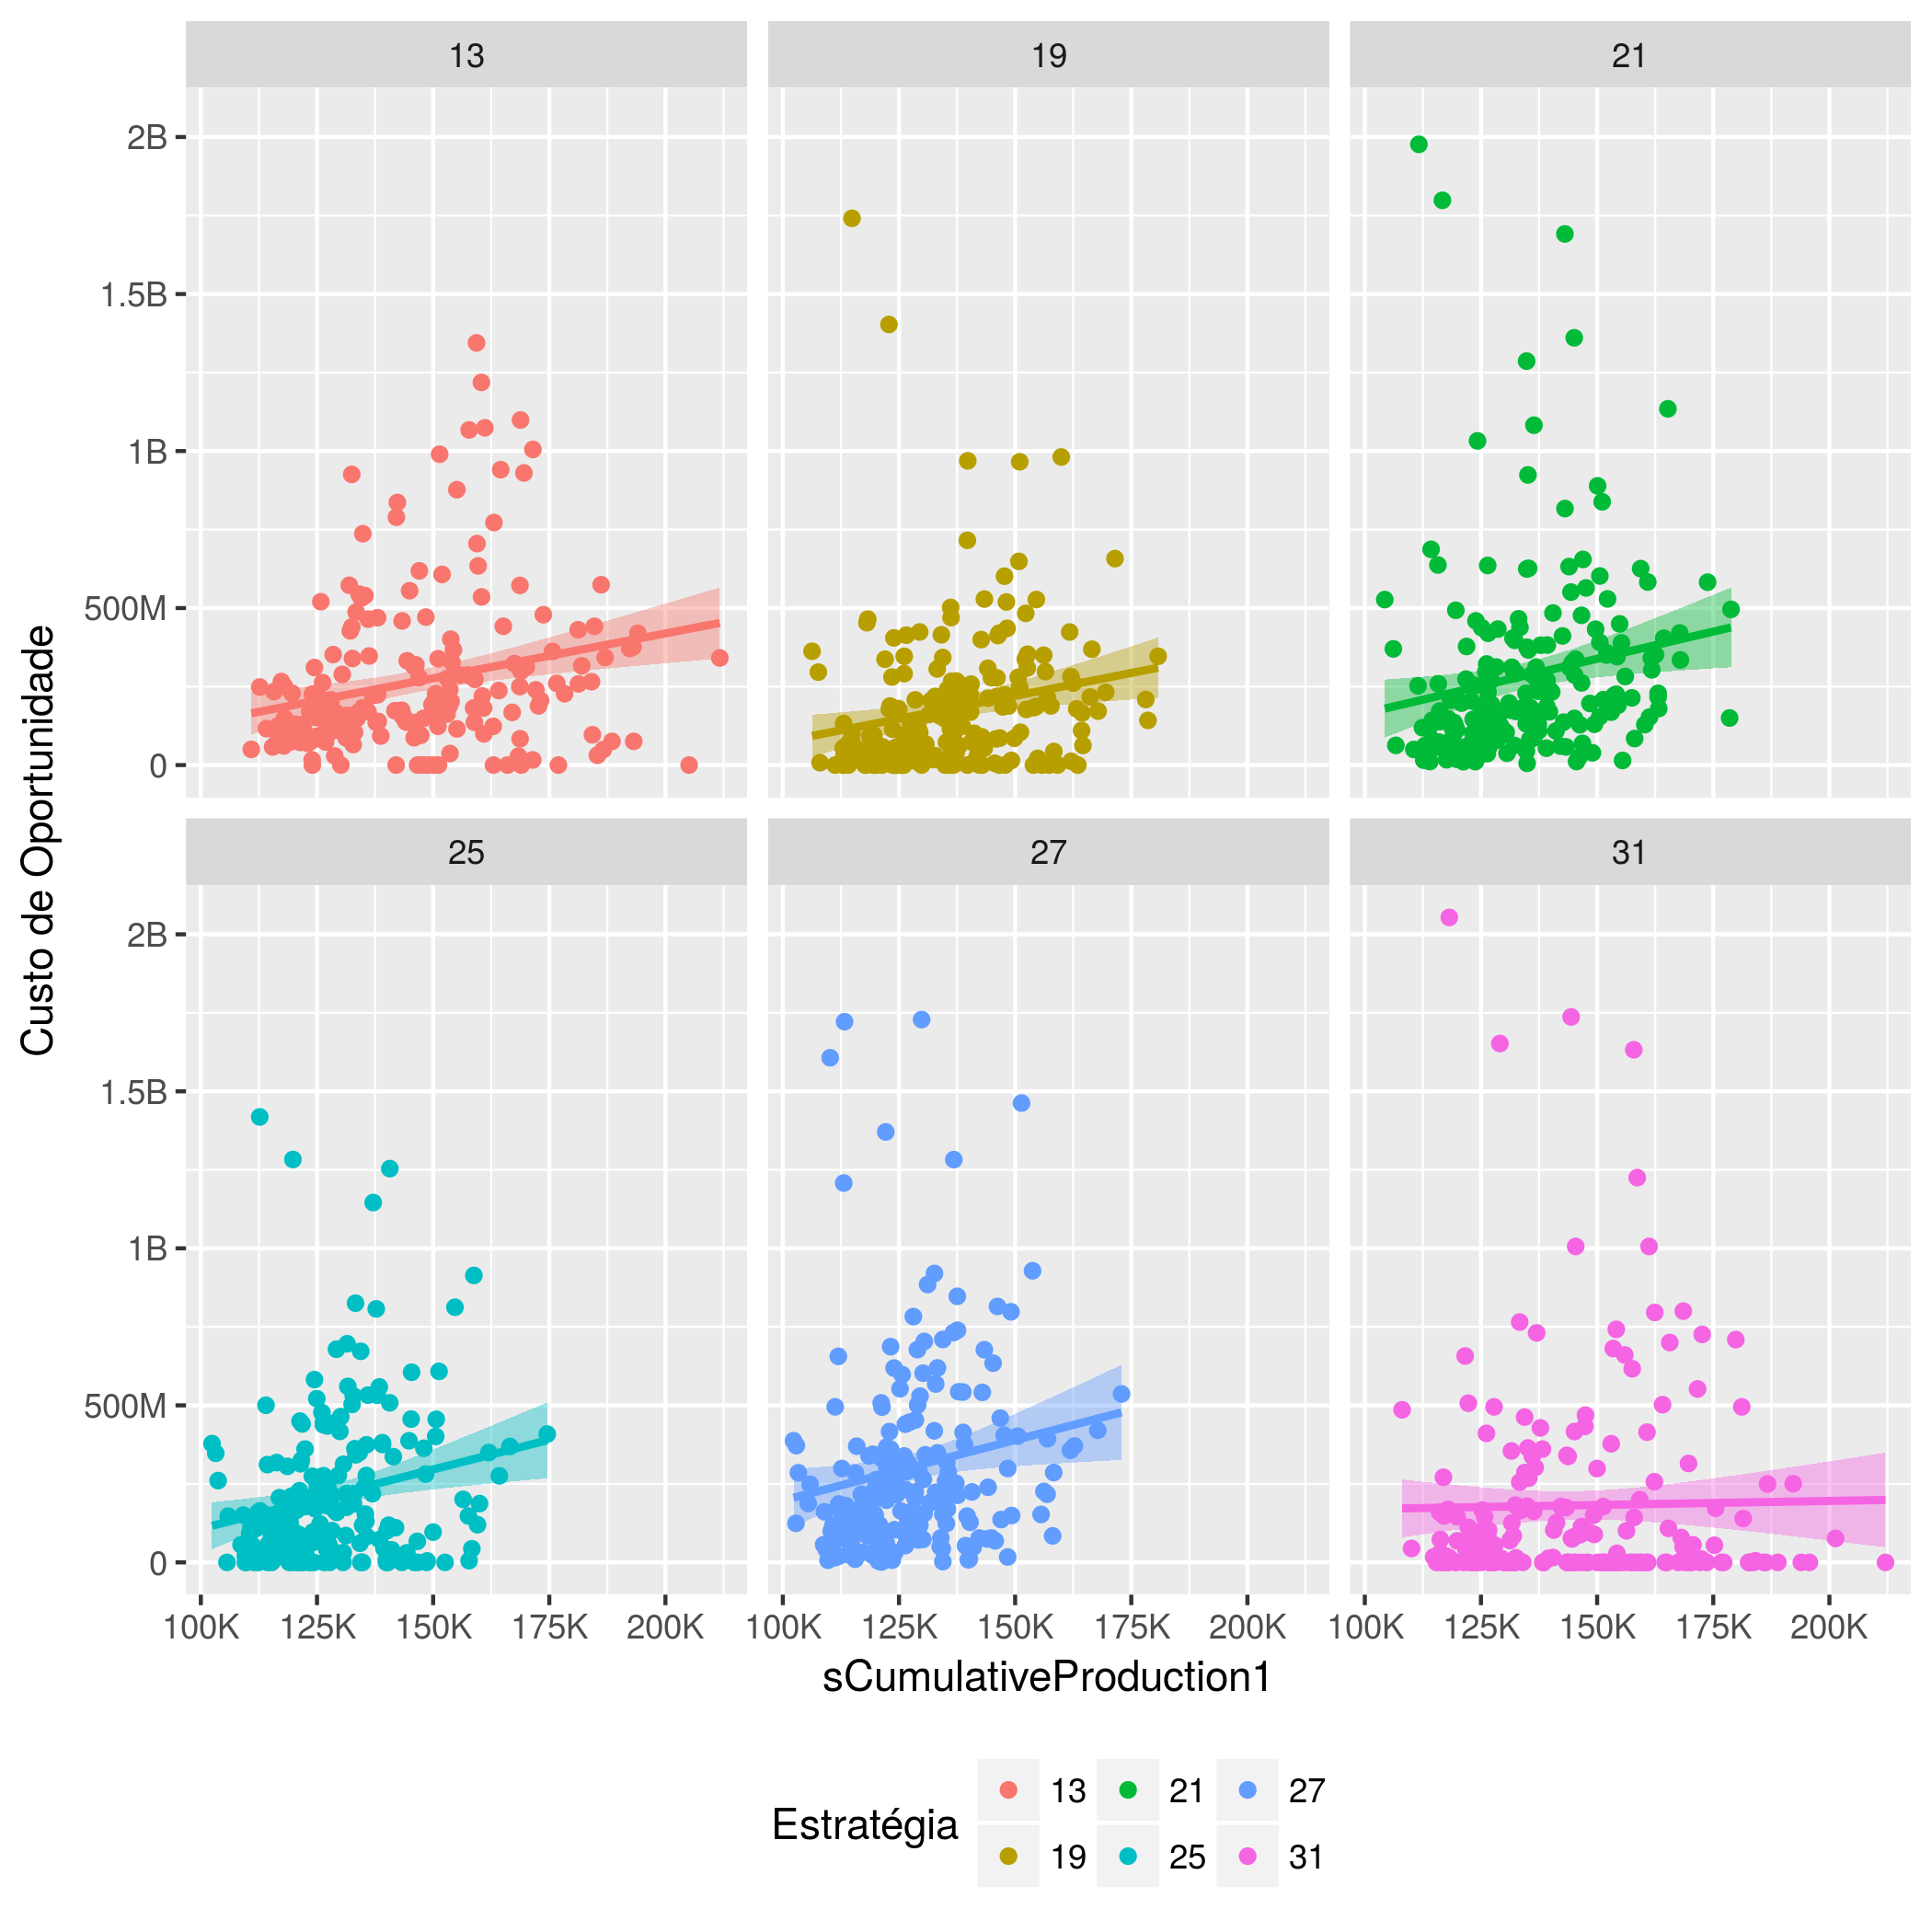 13 19 21
2B
1.5B
1B
500M
0
25 27 31
2B
1.5B
1B
500M
0
Custo de Oportunidade
100K 125K 150K 175K 200K 100K 125K 150K 175K 200K 100K 125K 150K 175K 200K
sCumulativeProduction1
Estratégia
13 21 27
19 25 31